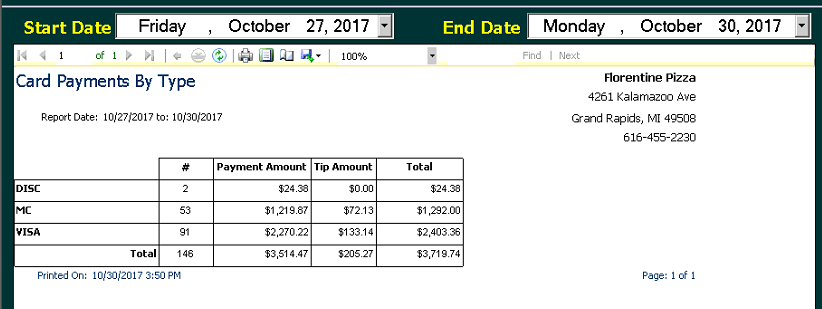 Start Date Friday , October 27, 2017 End Date Monday , October 30, 2017
1 of 1 100% Find | Next
Card Payments By Type
Florentine Pizza
4261 Kalamazoo Ave
Report Date: 10/27/2017 to: 10/30/2017
Grand Rapids, MI 49508
616-455-2230
# Payment Amount Tip Amount Total
DISC 2 $24.38 $0.00 $24.38
MC 53 $1,219.87 $72.13 $1,292.00
VISA 91 $2,270.22 $133.14 $2,403.36
Total 146 $3,514.47 $205.27 $3,719.74
Printed On: 10/30/2017 3:50 PM Page: 1 of 1